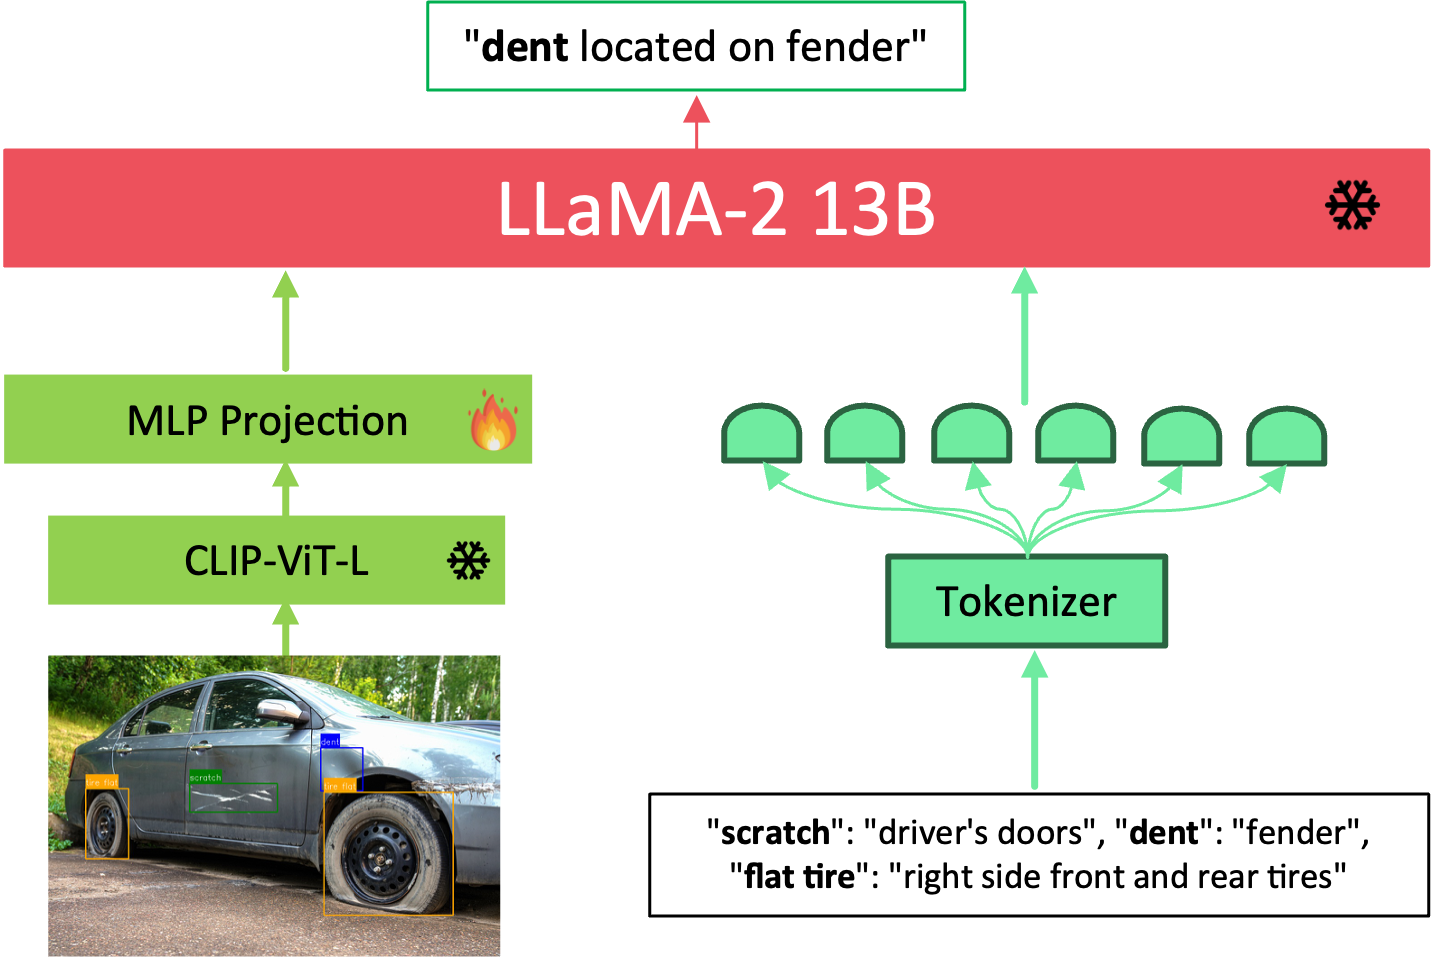 "dent located on fender"
LLaMA-2 13B
MLP Projection
CLIP-ViT-L
Tokenizer
dent
scratch
tire flat
tire flat
"scratch": "driver's doors", "dent": "fender",
"flat tire": "right side front and rear tires"